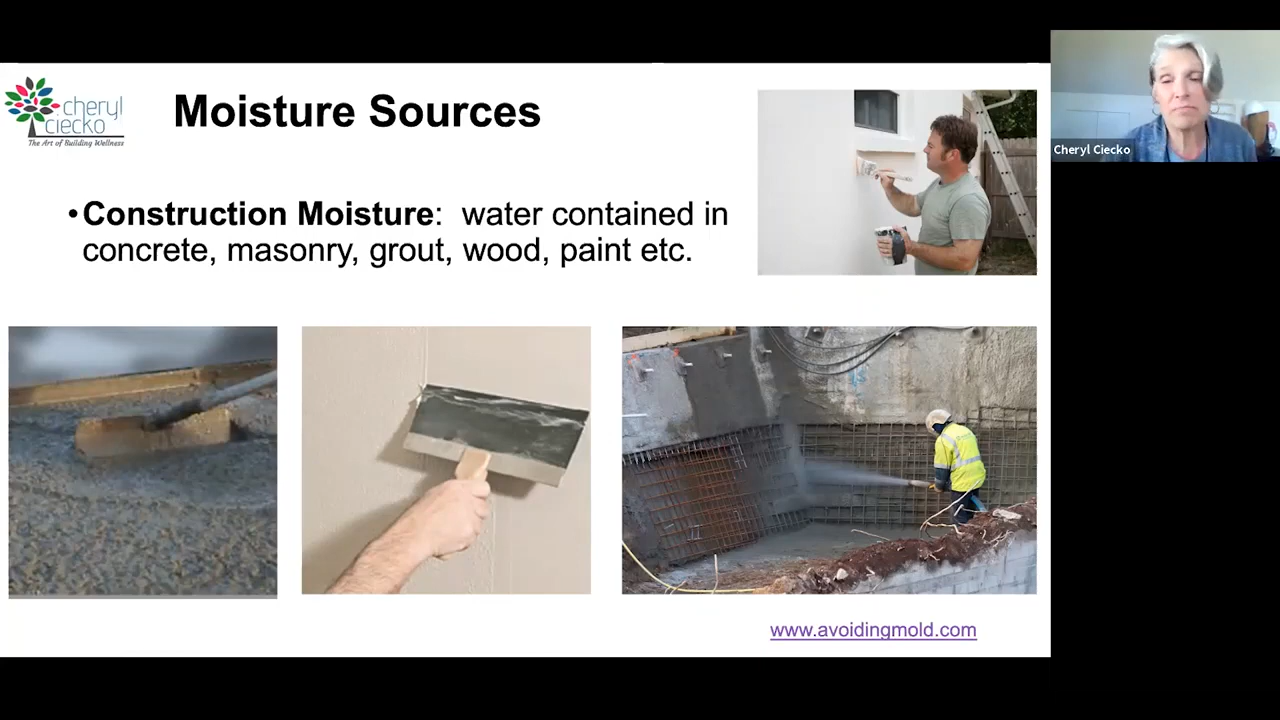 cheryl
ciecko
The Art of Building Wellness
Moisture Sources
•Construction Moisture: water contained in
concrete, masonry, grout, wood, paint etc.
www.avoidingmold.com
Cheryl Ciecko